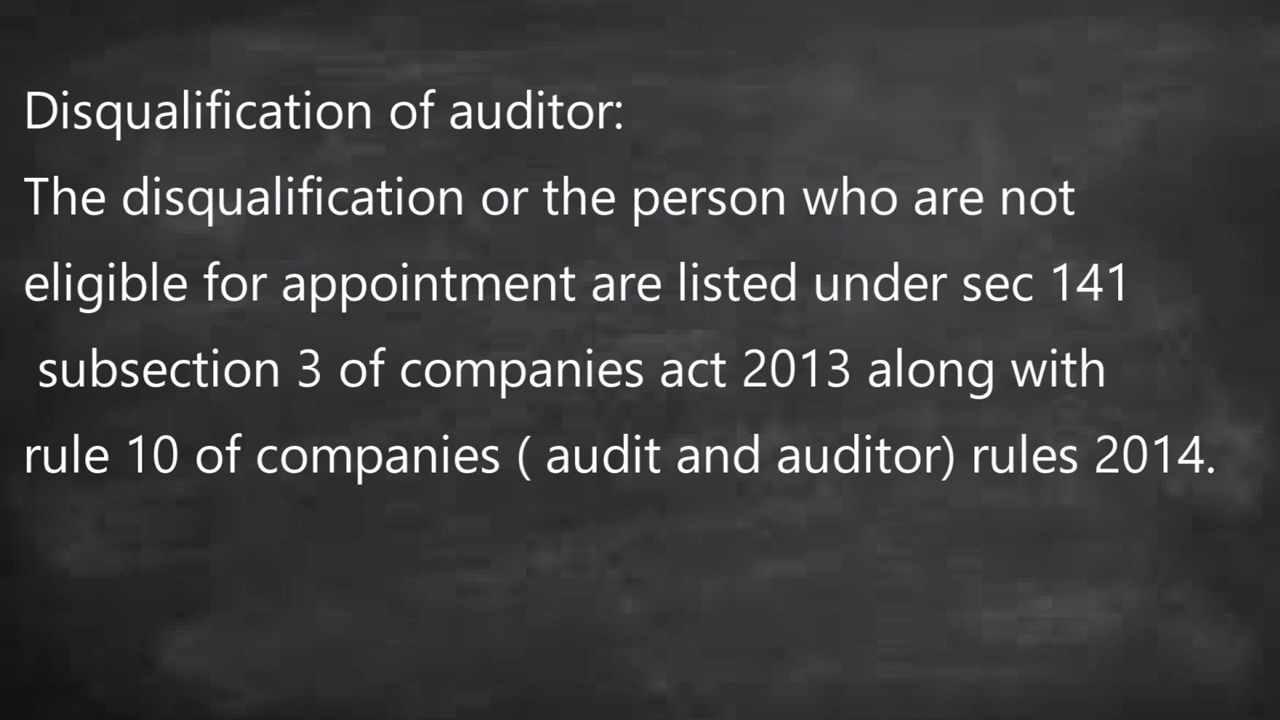 Disqualification of auditor:
The disqualification or the person who are not
eligible for appointment are listed under sec 141
subsection 3 of companies act 2013 along with
rule 10 of companies ( audit and auditor) rules 2014.